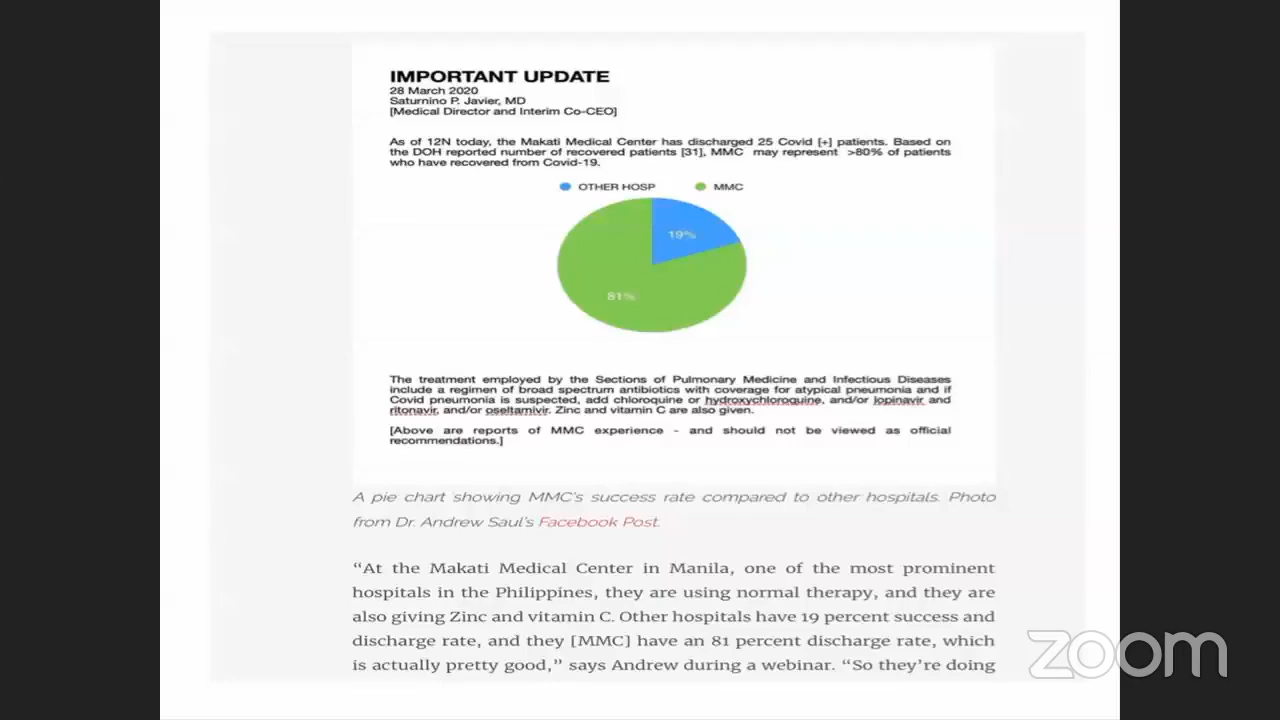 IMPORTANT UPDATE
28 March 2020
Saturnino P. Javier, MD
[Medical Director and Interim Co-CEO]
As of 12N today, the Makati Medical Center has discharged 25 Covid [+] patients. Based on
the DOH reported number of recovered patients [31], MMC may represent >80% of patients
who have recovered from Covid-19.
OTHER HOSP MMC
19%
81%
The treatment employed by the Sections of Pulmonary Medicine and Infectious Diseases
include a regimen of broad spectrum antibiotics with coverage for atypical pneumonia and if
Covid pneumonia is suspected, add chloroquine or hydroxychloroquine, and/or lopinavir and
ritonavir, and/or oseltamivir. Zinc and vitamin C are also given.
[Above are reports of MMC experience - and should not be viewed as official
recommendations.]
A pie chart showing MMC's success rate compared to other hospitals. Photo
from Dr. Andrew Saul's Facebook Post.
“At the Makati Medical Center in Manila, one of the most prominent
hospitals in the Philippines, they are using normal therapy, and they are
also giving Zinc and vitamin C. Other hospitals have 19 percent success and
discharge rate, and they [MMC] have an 81 percent discharge rate, which
is actually pretty good,” says Andrew during a webinar. “So they’re doing
zoom